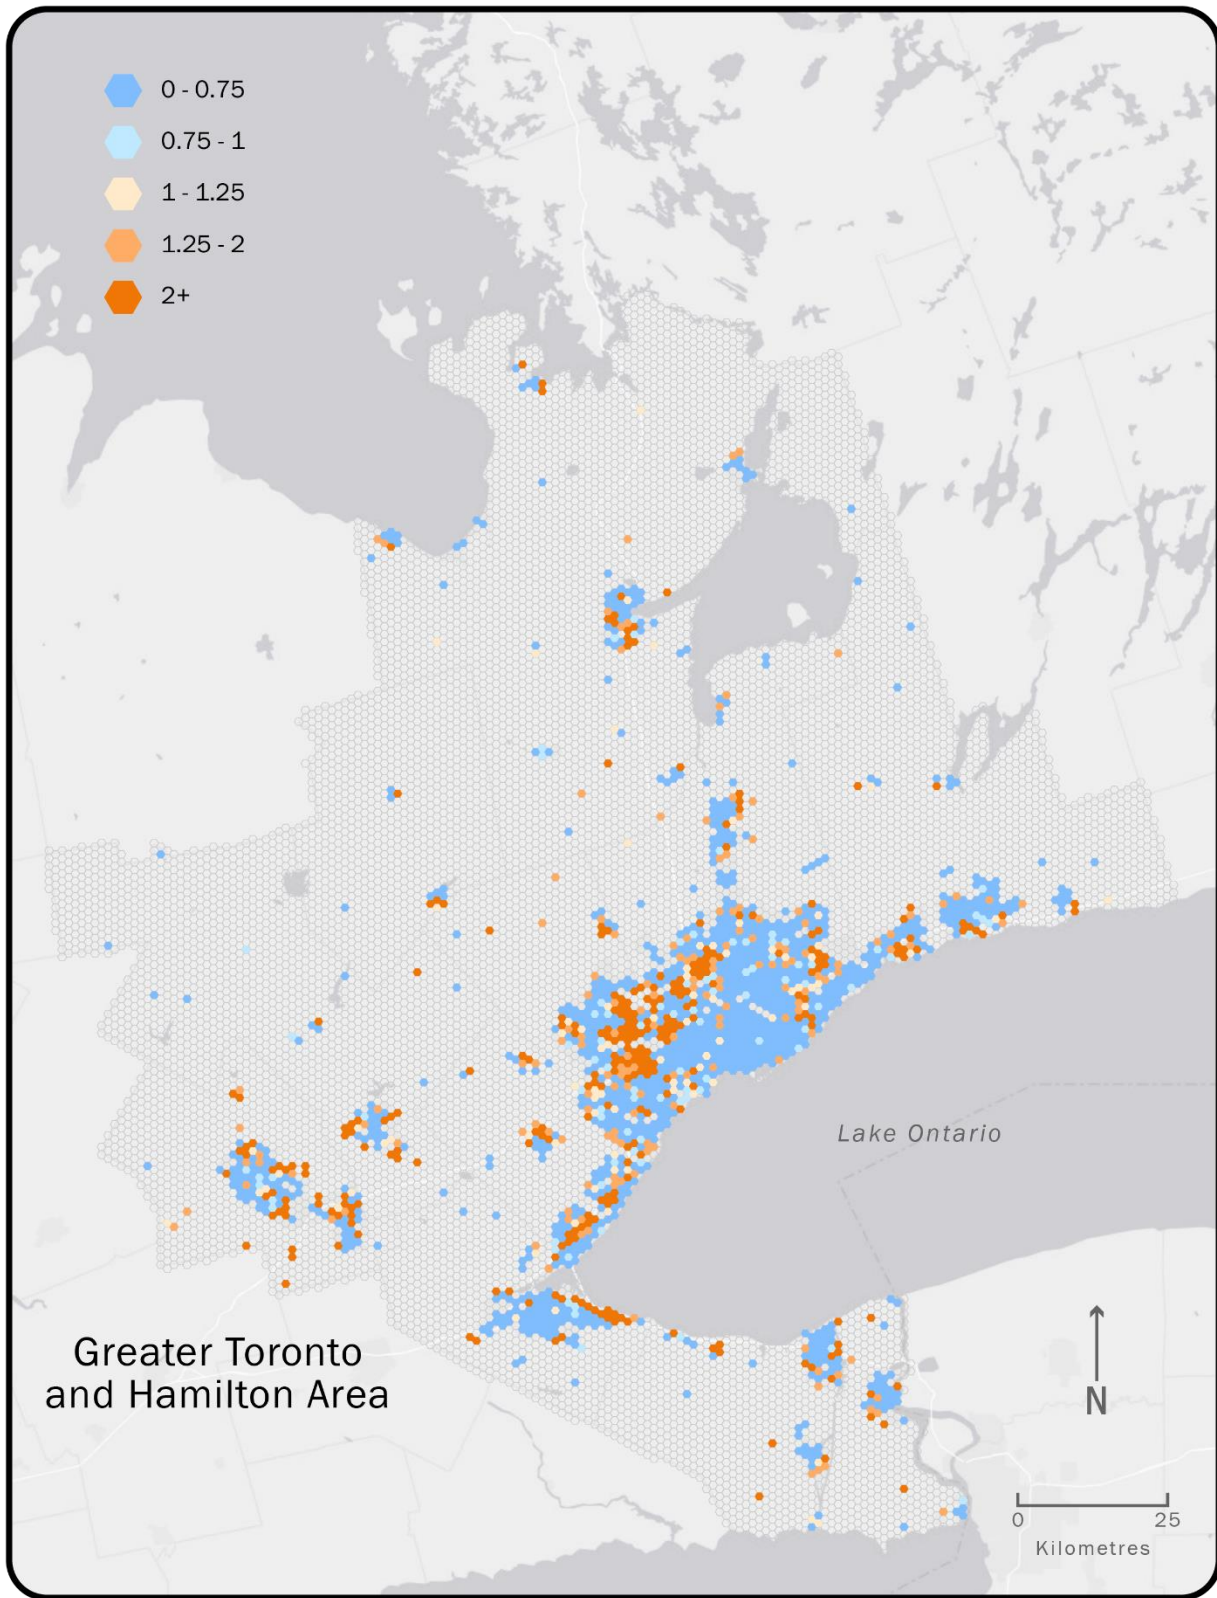 0 - 0.75
0.75 - 1
1 - 1.25
1.25 - 2
2+
Lake Ontario
Greater Toronto
and Hamilton Area
N
0 25
Kilometres